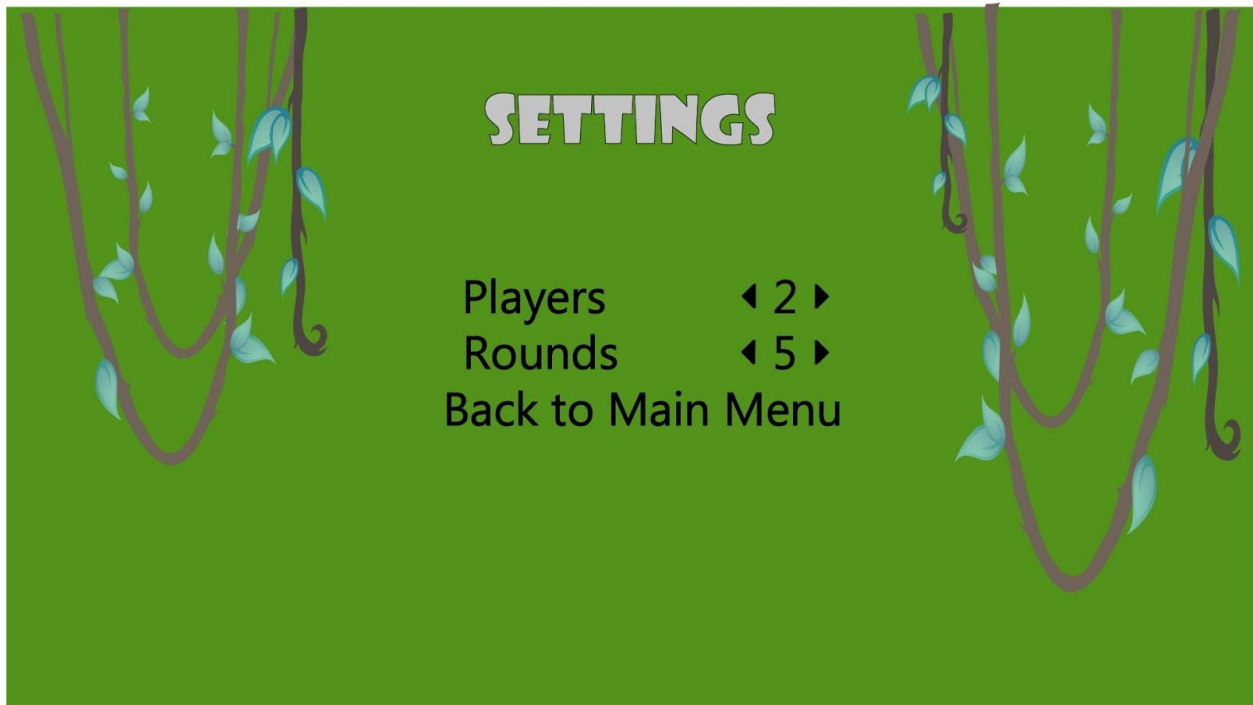 SETTINGS
Players ◀ 2 ▶
Rounds ◀ 5 ▶
Back to Main Menu